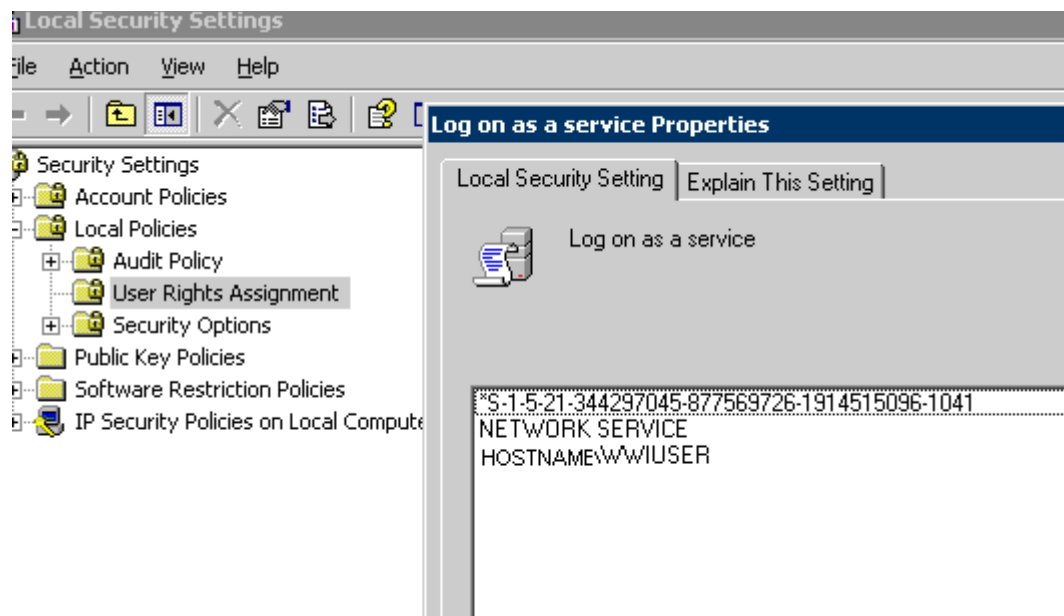 Local Security Settings
File Action View Help
Log on as a service Properties
Security Settings
Account Policies
Local Policies
Audit Policy
User Rights Assignment
Security Options
Public Key Policies
Software Restriction Policies
IP Security Policies on Local Compute
Local Security Setting Explain This Setting
Log on as a service
*S-1-5-21-344297045-877569726-1914515096-1041
NETWORK SERVICE
HOSTNAME\WWIUSER